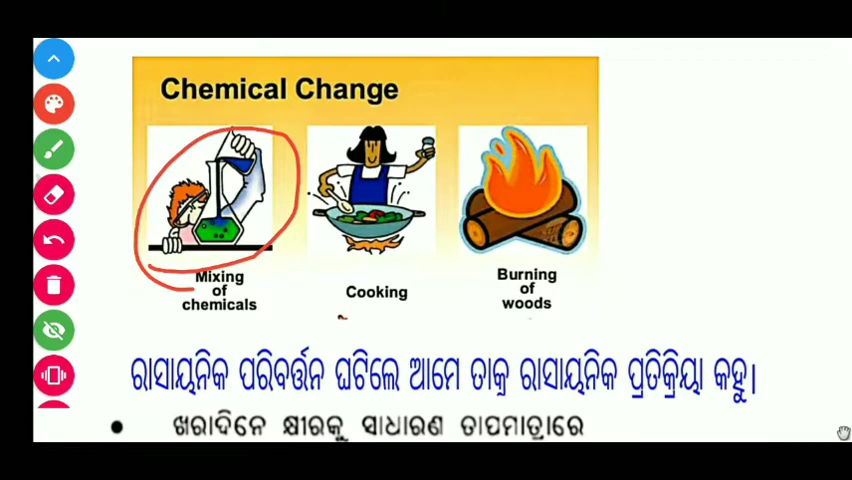 Chemical Change
Mixing
of
chemicals
Cooking
Burning
of
woods
ରାସାୟନିକ ପରିବର୍ତ୍ତନ ଘଟିଲେ ଆମେ ତାକୁ ରାସାୟନିକ ପ୍ରତିକ୍ରିୟା କହୁ।
• ଖରାଦିନେ କ୍ଷୀରକୁ ସାଧାରଣ ତାପମାତ୍ରାରେ